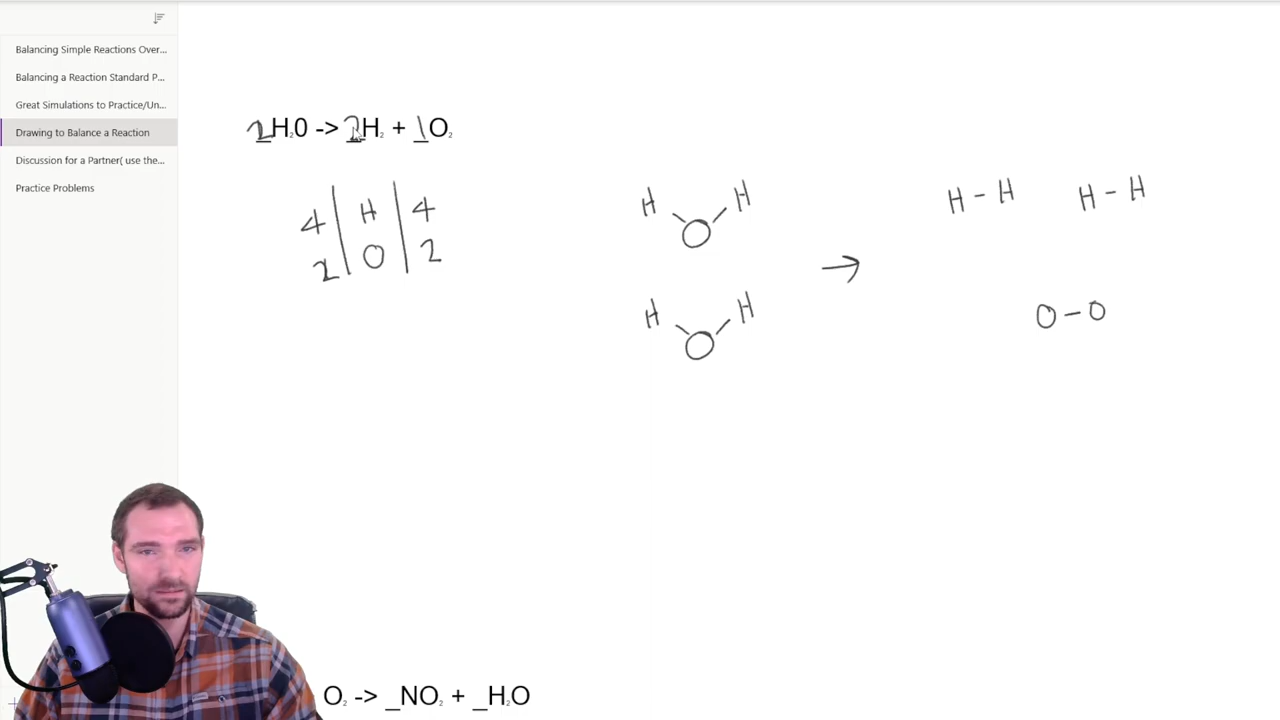 Balancing Simple Reactions Over...
Balancing a Reaction Standard P...
Great Simulations to Practice/Un...
Drawing to Balance a Reaction
Discussion for a Partner( use the...
Practice Problems
2H₂0 -> 2H₂ + 1O₂
4 | H | 4
2 | O | 2
H H
O
H H
O
→
H - H H - H
O - O
O₂ -> _NO₂ + _H₂O